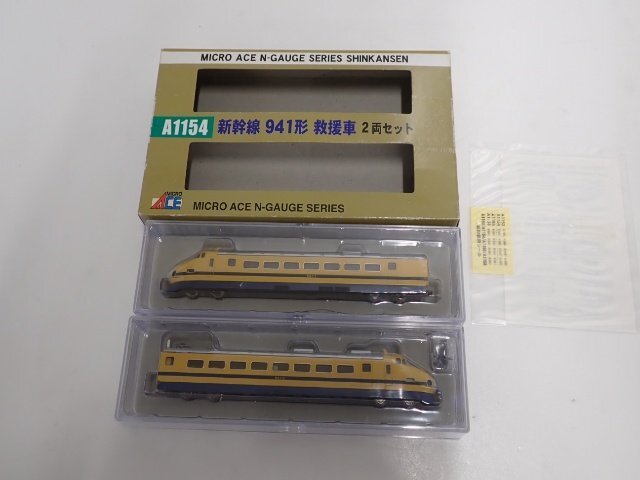 MICRO ACE N-GAUGE SERIES SHINKANSEN
A1154 新幹線 941形 救援車 2両セット
MICRO
ACE
MICRO ACE N-GAUGE SERIES